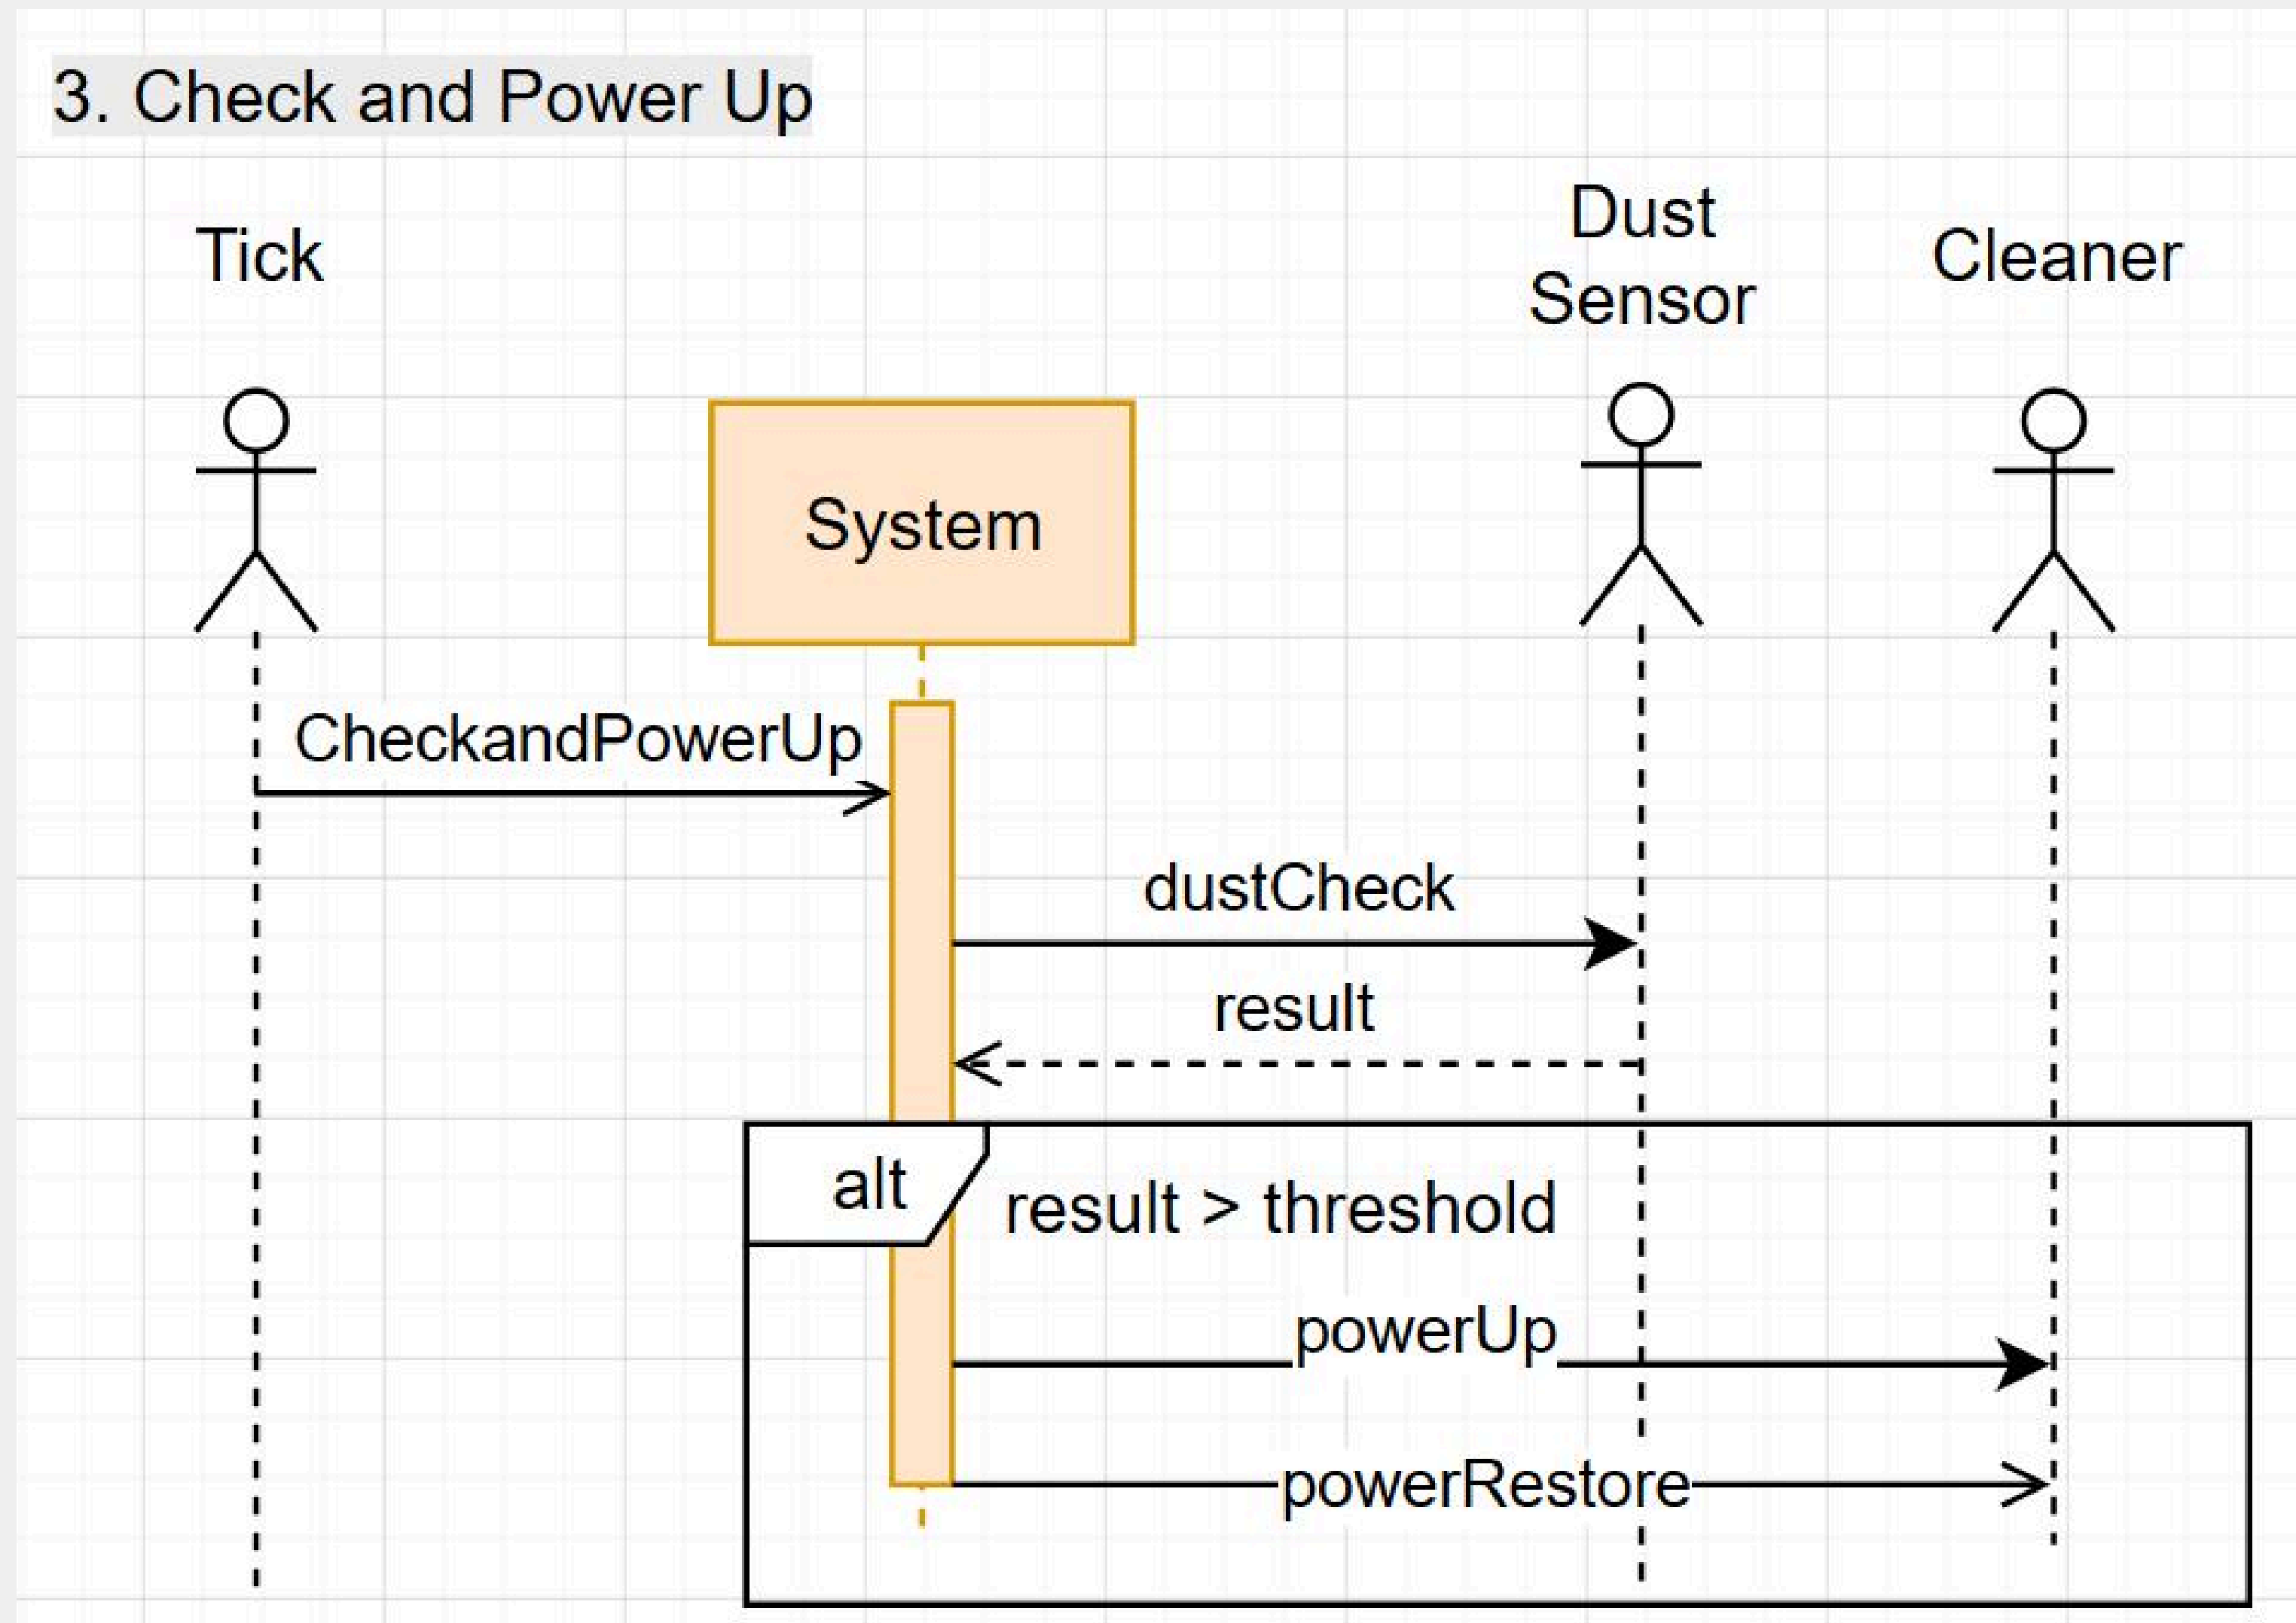 3. Check and Power Up
Tick
Dust
Sensor
Cleaner
System
CheckandPowerUp
dustCheck
result
alt
result > threshold
powerUp
powerRestore